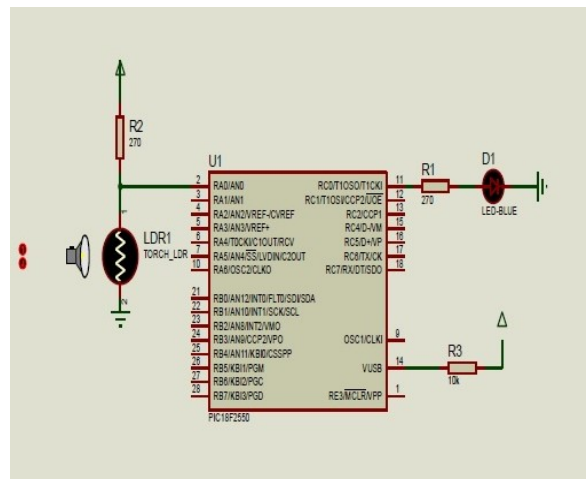 R2
270
LDR1
TORCH_LDR
1
2
U1
2 RA0/AN0
3 RA1/AN1
4 RA2/AN2/VREF-/CVREF
5 RA3/AN3/VREF+
6 RA4/T0CKI/C1OUT/RCV
7 RA5/AN4/SS/LVDIN/C2OUT
10 RA6/OSC2/CLKO
21 RB0/AN12/INT0/FLT0/SDI/SDA
22 RB1/AN10/INT1/SCK/SCL
23 RB2/AN8/INT2/VMO
24 RB3/AN9/CCP2/VPO
25 RB4/AN11/KBI0/CSSPP
26 RB5/KBI1/PGM
27 RB6/KBI2/PGC
28 RB7/KBI3/PGD
RC0/T1OSO/T1CKI 11
RC1/T1OSI/CCP2/UOE 12
RC2/CCP1 13
RC4/D-/VM 15
RC5/D+/VP 16
RC6/TX/CK 17
RC7/RX/DT/SDO 18
OSC1/CLKI 9
VUSB 14
RE3/MCLR/VPP 1
PIC18F2550
R1
270
D1
LED-BLUE
R3
10k